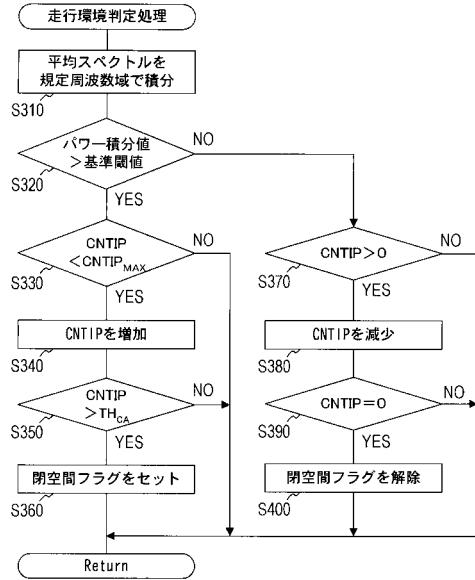 走行環境判定処理
平均スペクトルを
規定周波数域で積分
S310
パワー積分値
>基準閾値
NO
S320
YES
CNTIP
<CNTIPMAX
NO
S330
YES
CNTIPを増加
S340
CNTIP
>THCA
NO
S350
YES
閉空間フラグをセット
S360
CNTIP>0
NO
S370
YES
CNTIPを減少
S380
CNTIP=0
NO
S390
YES
閉空間フラグを解除
S400
Return